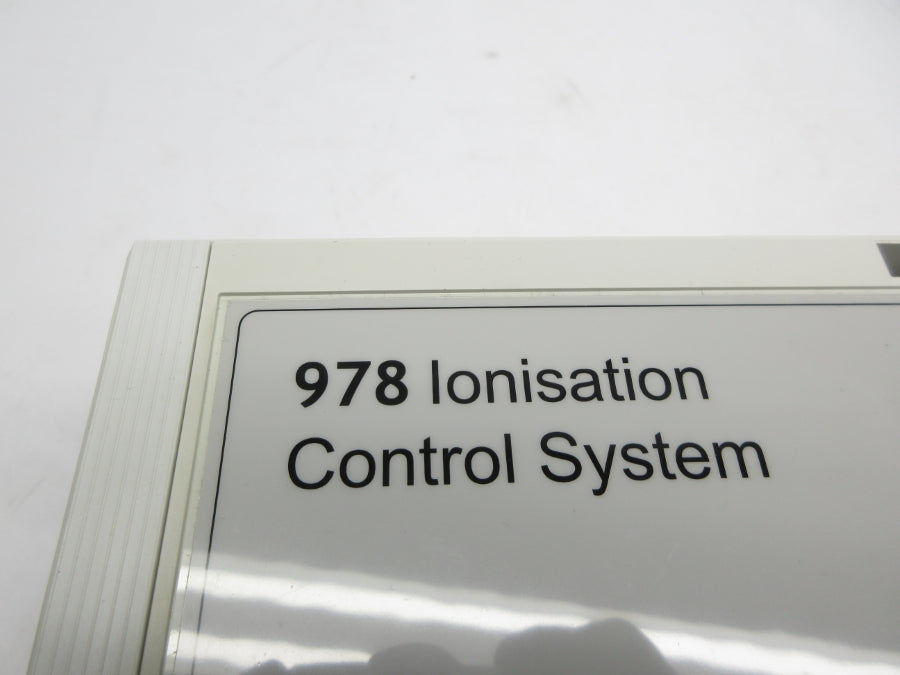 978 Ionisation
Control System